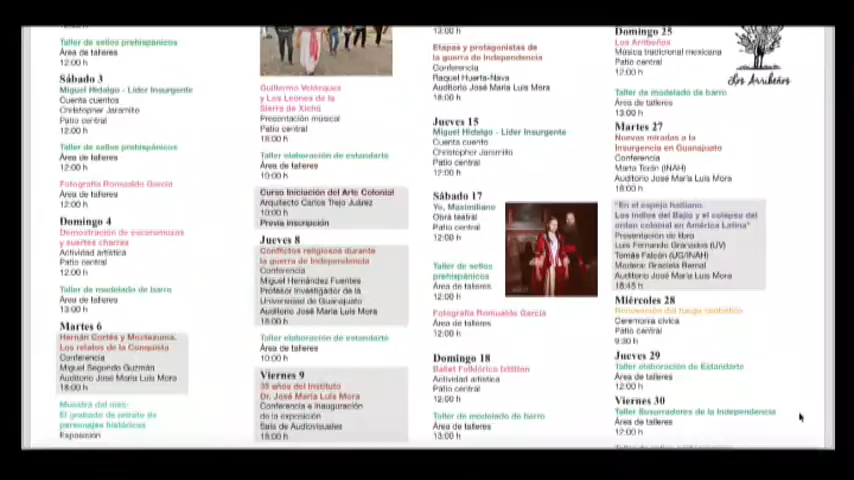 12:00 h
Taller de sellos prehispánicos
Área de talleres
12:00 h
Sábado 3
Miguel Hidalgo - Líder Insurgente
Cuenta cuentos
Christopher Jaramito
Patio central
12:00 h
Taller de sellos prehispánicos
Área de talleres
12:00 h
Fotografía Romualdo García
Área de talleres
12:00 h
Domingo 4
Demostración de escaramuzas
y suertes charras
Actividad artística
Patio central
12:00 h
Taller de modelado de barro
Área de talleres
13:00 h
Martes 6
Hernán Cortés y Moctezuma.
Los relatos de la Conquista
Conferencia
Miguel Segundo Guzmán
Auditorio José María Luis Mora
18:00 h
Muestra del mes:
El grabado de retrato de
personajes históricos
Exposición
Guillermo Velázquez
y Los Leones de la
Sierra de Xichú
Presentación musical
Patio central
18:00 h
Taller elaboración de estandarte
Área de talleres
10:00 h
Curso Iniciación del Arte Colonial
Arquitecto Carlos Trejo Juárez
10:00 h
Previa inscripción
Jueves 8
Conflictos religiosos durante
la guerra de Independencia
Conferencia
Miguel Hernández Fuentes
Profesor Investigador de la
Universidad de Guanajuato
Auditorio José María Luis Mora
18:00 h
Taller elaboración de estandarte
Área de talleres
10:00 h
Viernes 9
35 años del Instituto
Dr. José María Luis Mora
Conferencia e inauguración
de la exposición
Sala de Audiovisuales
18:00 h
13:00 h
Etapas y protagonistas de
la guerra de Independencia
Conferencia
Raquel Huerta-Nava
Auditorio José María Luis Mora
18:00 h
Jueves 15
Miguel Hidalgo - Líder Insurgente
Cuenta cuento
Christopher Jaramito
Patio central
12:00 h
Sábado 17
Yo, Maximiliano
Obra teatral
Patio central
12:00 h
Taller de sellos
prehispánicos
Área de talleres
12:00 h
Fotografía Romualdo García
Área de talleres
12:00 h
Domingo 18
Ballet Folklórico Ixtitlan
Actividad artística
Patio central
12:00 h
Taller de modelado de barro
Área de talleres
13:00 h
Domingo 25
Los Arribeños
Música tradicional mexicana
Patio central
12:00 h
Los Arribeños
Taller de modelado de barro
Área de talleres
13:00 h
Martes 27
Nuevas miradas a la
Insurgencia en Guanajuato
Conferencia
Marta Terán (INAH)
Auditorio José María Luis Mora
18:00 h
"En el espejo haitiano.
Los indios del Bajío y el colapso del
orden colonial en América Latina"
Presentación de libro
Luis Fernando Granados (UV)
Tomás Falcón (UG/INAH)
Modera: Graciela Bernal
Auditorio José María Luis Mora
18:45 h
Miércoles 28
Renovación del fuego simbólico
Ceremonia cívica
9:30 h
Jueves 29
Taller elaboración de Estandarte
Área de talleres
12:00 h
Viernes 30
Taller Susurradores de la Independencia
Área de talleres
12:00 h